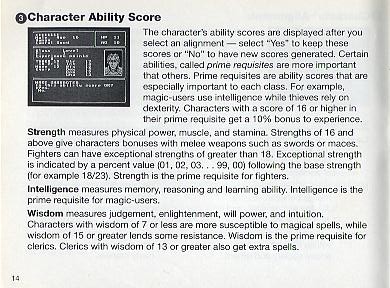 3 Character Ability Score
The character's ability scores are displayed after you
select an alignment — select "Yes" to keep these
scores or "No" to have new scores generated. Certain
abilities, called prime requisites are more important
that others. Prime requisites are ability scores that are
especially important to each class. For example,
magic-users use intelligence while thieves rely on
dexterity. Characters with a score of 16 or higher in
their prime requisite get a 10% bonus to experience.
Strength measures physical power, muscle, and stamina. Strengths of 16 and
above give characters bonuses with melee weapons such as swords or maces.
Fighters can have exceptional strengths of greater than 18. Exceptional strength
is indicated by a percent value (01, 02, 03. . . 99, 00) following the base strength
(for example 18/23). Strength is the prime requisite for fighters.
Intelligence measures memory, reasoning and learning ability. Intelligence is the
prime requisite for magic-users.
Wisdom measures judgement, enlightenment, will power, and intuition.
Characters with wisdom of 7 or less are more susceptible to magical spells, while
wisdom of 15 or greater lends some resistance. Wisdom is the prime requisite for
clerics. Clerics with wisdom of 13 or greater also get extra spells.
14